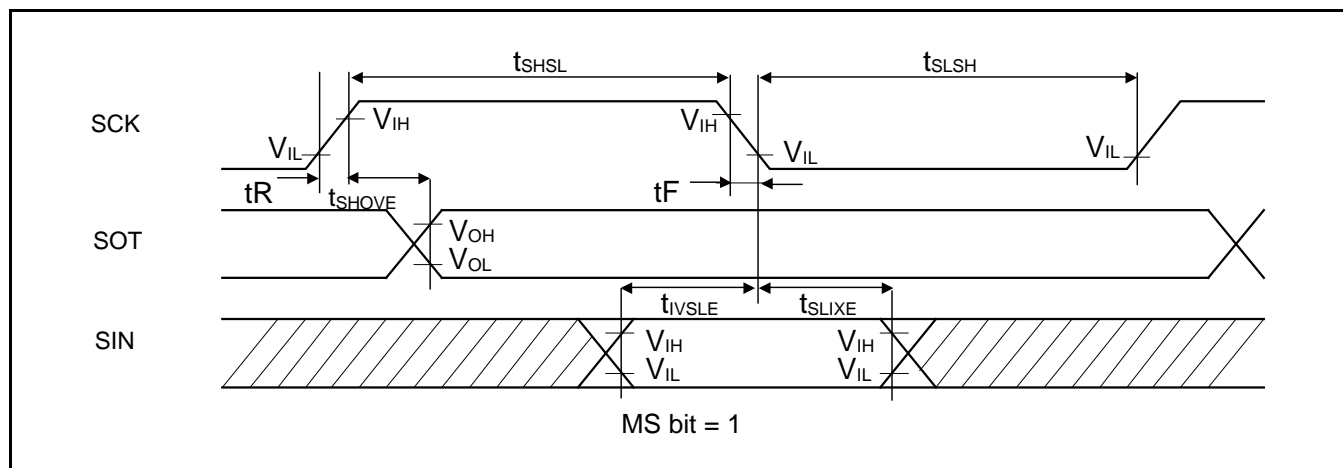 tSHSL
tSLSH
SCK
VIH
VIH
VIL
VIL
VIL
tR
tSHOVE
tF
SOT
VOH
VOL
tIVSLE
tSLIXE
SIN
VIH
VIH
VIL
VIL
MS bit = 1